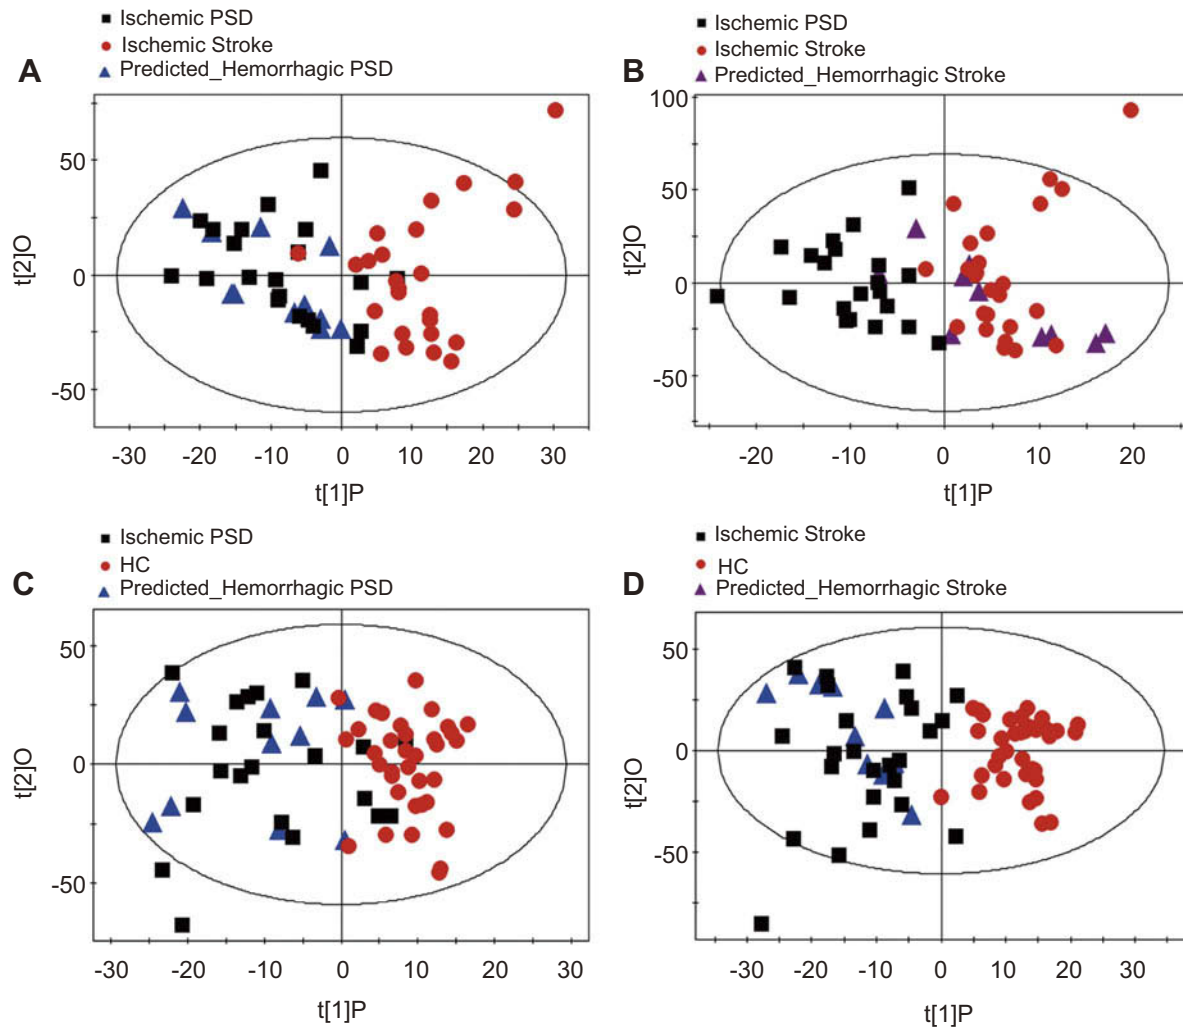 A
Ischemic PSD
Ischemic Stroke
Predicted_Hemorrhagic PSD
50
0
-50
t[2]O
-30 -20 -10 0 10 20 30
t[1]P
B
Ischemic PSD
Ischemic Stroke
Predicted_Hemorrhagic Stroke
100
50
0
-50
t[2]O
-20 -10 0 10 20
t[1]P
C
Ischemic PSD
HC
Predicted_Hemorrhagic PSD
50
0
-50
t[2]O
-30 -20 -10 0 10 20 30
t[1]P
D
Ischemic Stroke
HC
Predicted_Hemorrhagic Stroke
50
0
-50
t[2]O
-30 -20 -10 0 10 20 30
t[1]P